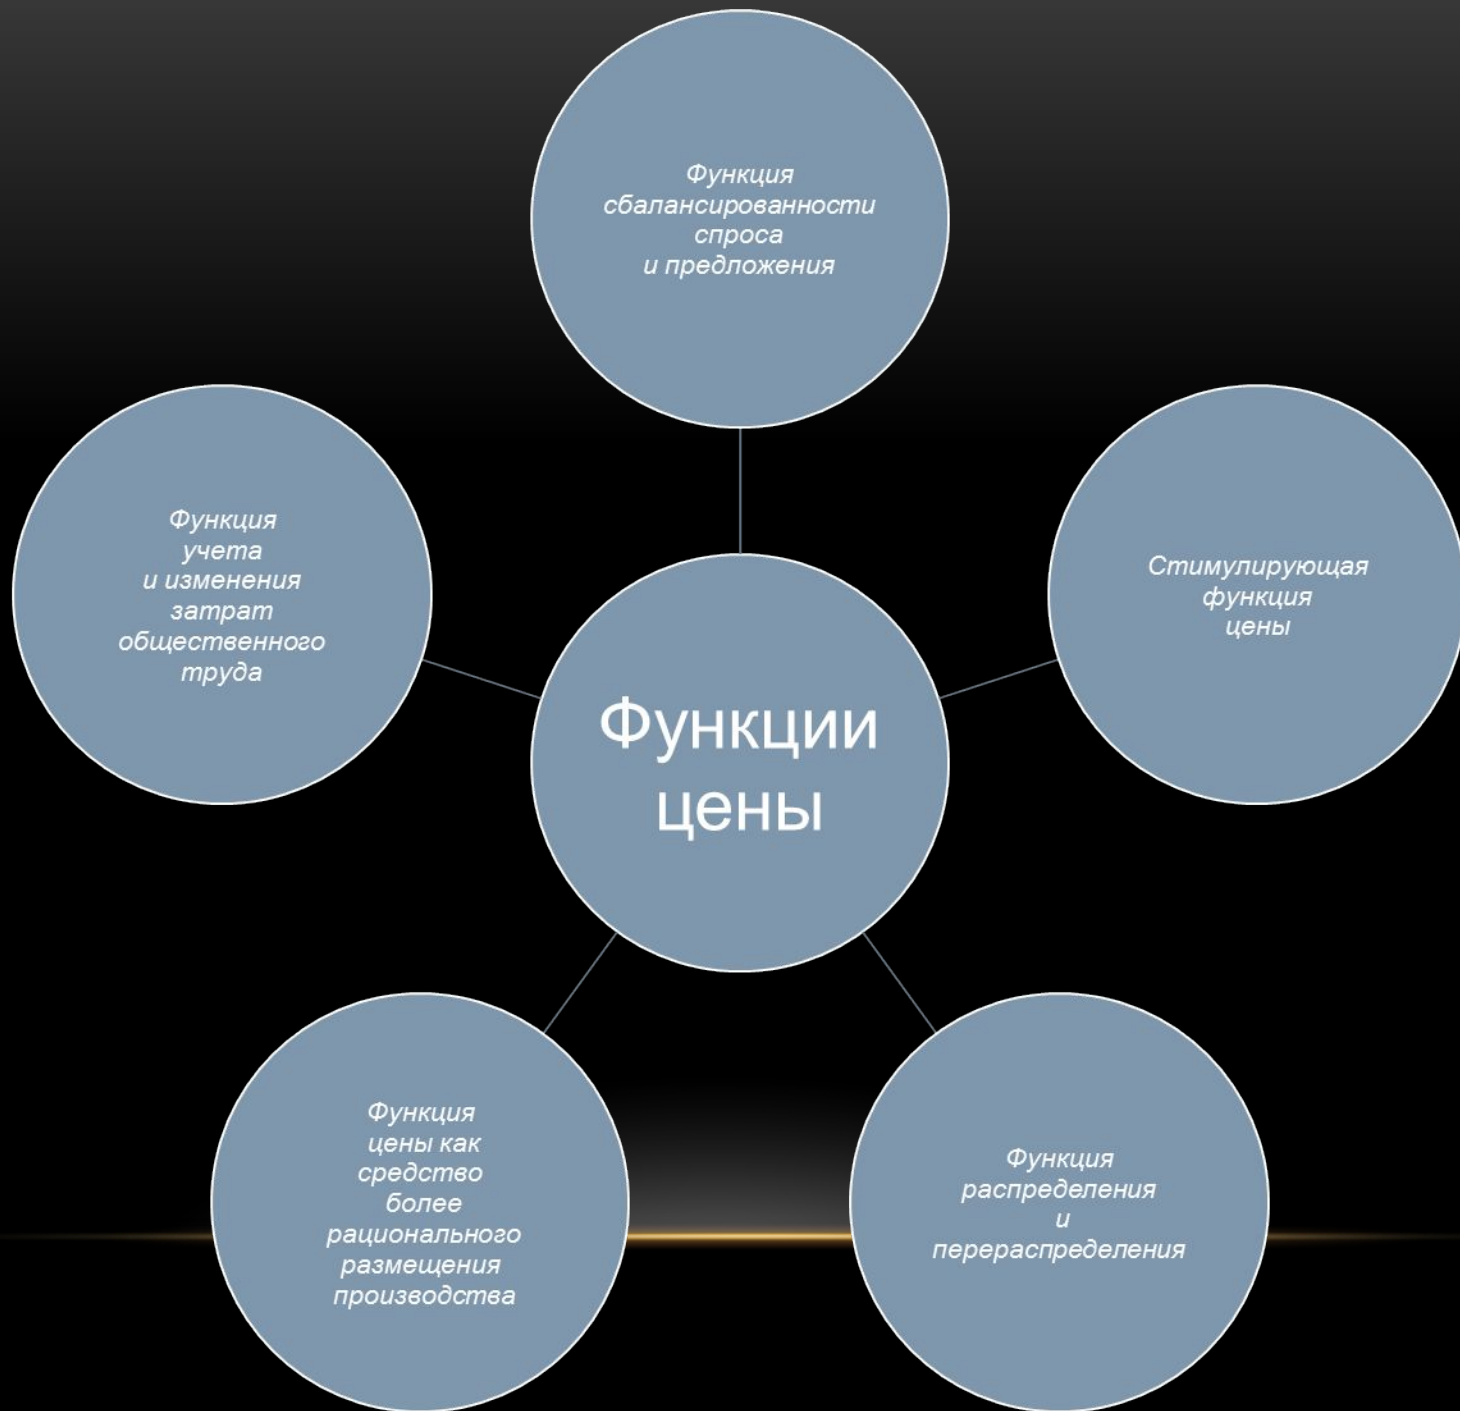 Функция
сбалансированности
спроса
и предложения
Функция
учета
и изменения
затрат
общественного
труда
Стимулирующая
функция
цены
Функции
цены
Функция
цены как
средство
более
рационального
размещения
производства
Функция
распределения
и
перераспределения